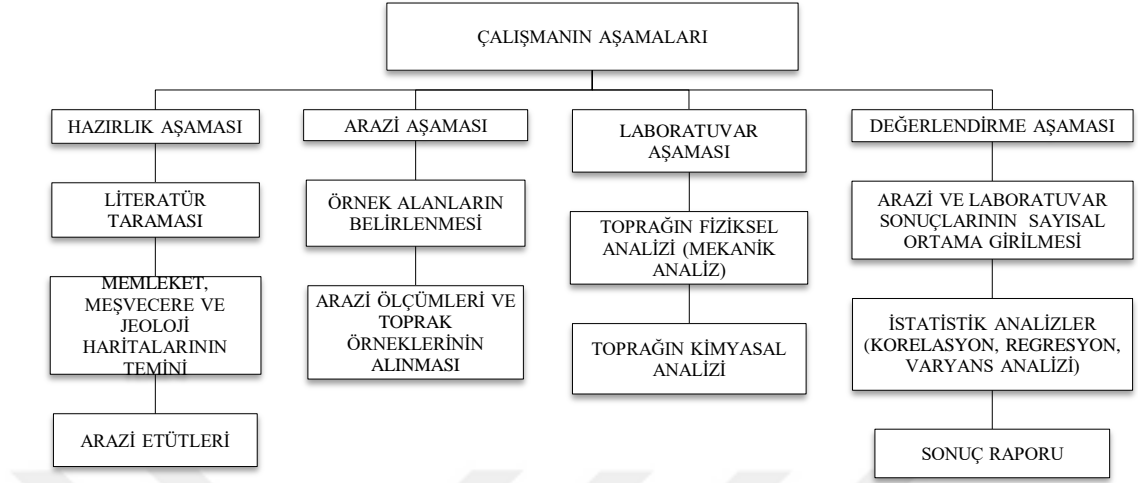 ÇALIŞMANIN AŞAMALARI
HAZIRLIK AŞAMASI
LİTERATÜR
TARAMASI
MEMLEKET,
MEŞVECERE VE
JEOLOJİ
HARİTALARININ
TEMİNİ
ARAZİ ETÜTLERİ
ARAZİ AŞAMASI
ÖRNEK ALANLARIN
BELİRLENMESİ
ARAZİ ÖLÇÜMLERİ VE
TOPRAK
ÖRNEKLERİNİN
ALINMASI
LABORATUVAR
AŞAMASI
TOPRAĞIN FİZİKSEL
ANALİZİ (MEKANİK
ANALİZ)
TOPRAĞIN KİMYASAL
ANALİZİ
DEĞERLENDİRME AŞAMASI
ARAZİ VE LABORATUVAR
SONUÇLARININ SAYISAL
ORTAMA GİRİLMESİ
İSTATİSTİK ANALİZLER
(KORELASYON, REGRESYON,
VARYANS ANALİZİ)
SONUÇ RAPORU